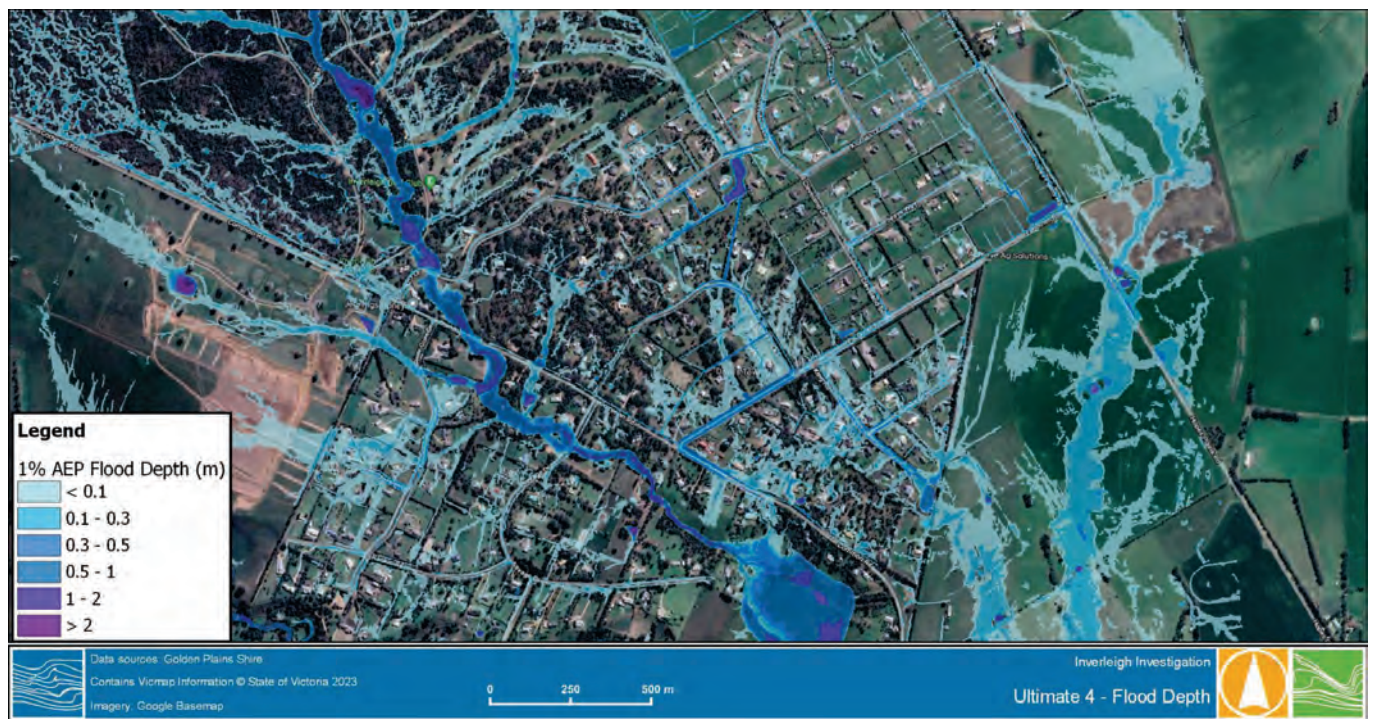 Ag Solutions
Legend
1% AEP Flood Depth (m)
< 0.1
0.1 - 0.3
0.3 - 0.5
0.5 - 1
1 - 2
> 2
Data sources: Golden Plains Shire
Contains Vicmap Information © State of Victoria 2023
Imagery: Google Basemap
0 250 500 m
Inverleigh Investigation
Ultimate 4 - Flood Depth